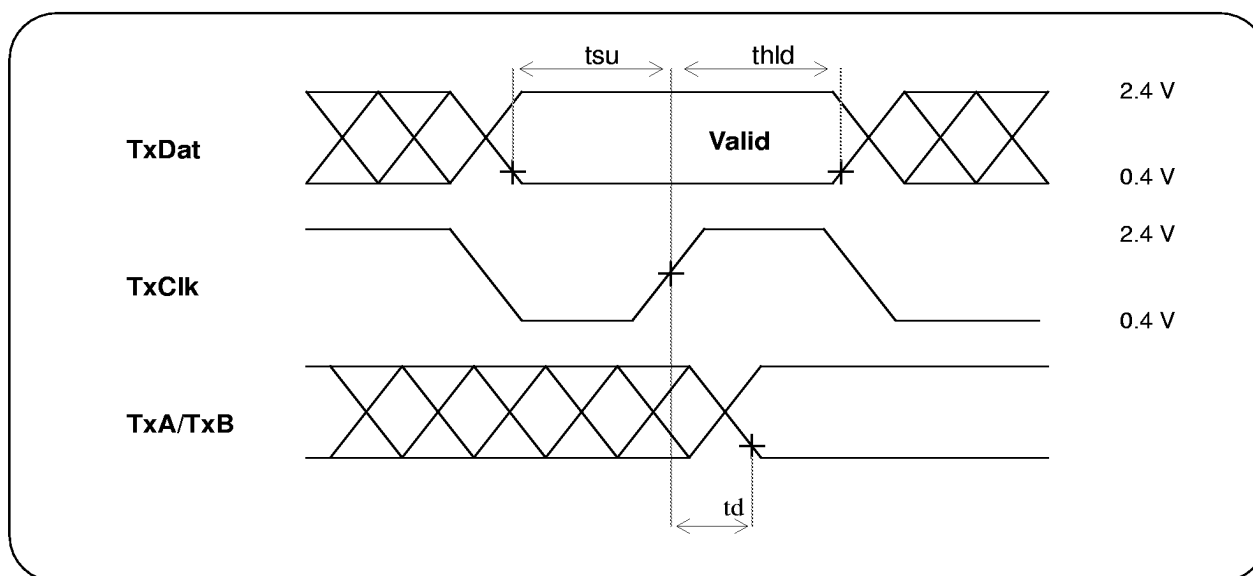 tsu thld
2.4 V
TxDat Valid
0.4 V
2.4 V
TxClk
0.4 V
TxA/TxB
td